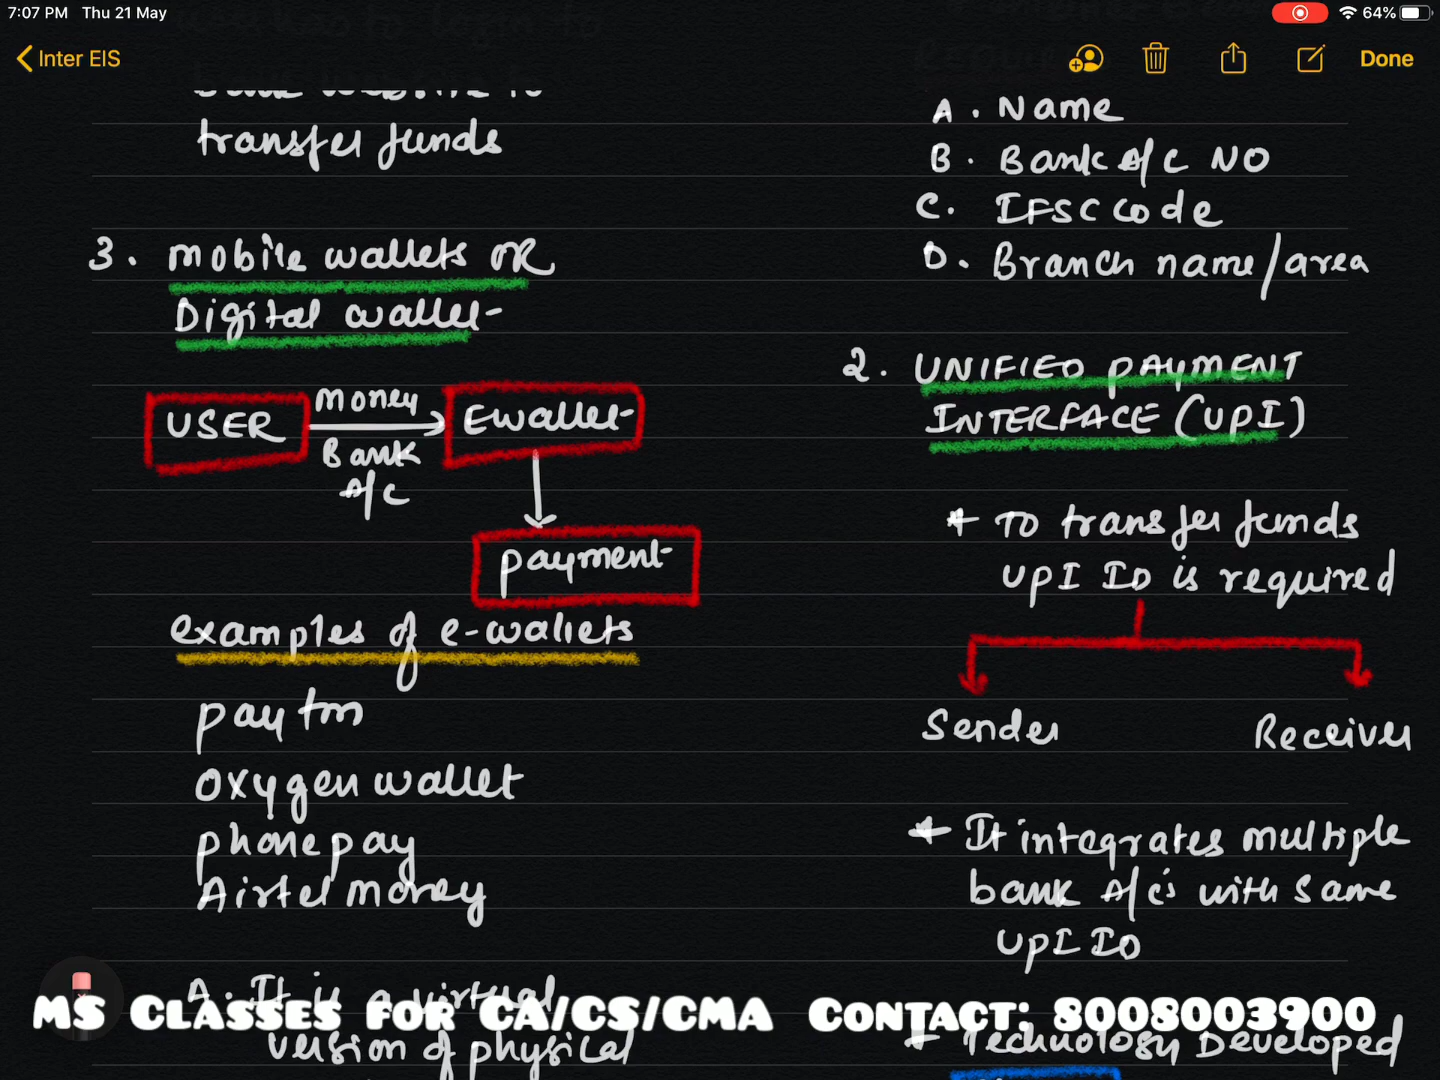 7:07 PM Thu 21 May
64%
Inter EIS
Done
transfer funds
3. mobile wallets OR
Digital wallet
USER
Money
Bank
A/C
Ewallet
payment
examples of e-wallets
paytm
oxygen wallet
phonepay
Airtel money
A. It is a virtual
version of physical
A. Name
B. Bank A/C NO
C. IFSC code
D. Branch name/area
2. UNIFIED PAYMENT
INTERFACE (UPI)
* To transfer funds
UPI ID is required
Sender
Receiver
* It integrates multiple
bank A/c's with same
UPI ID
* Technology Developed
MS Classes for CA/CS/CMA Contact: 8008003900